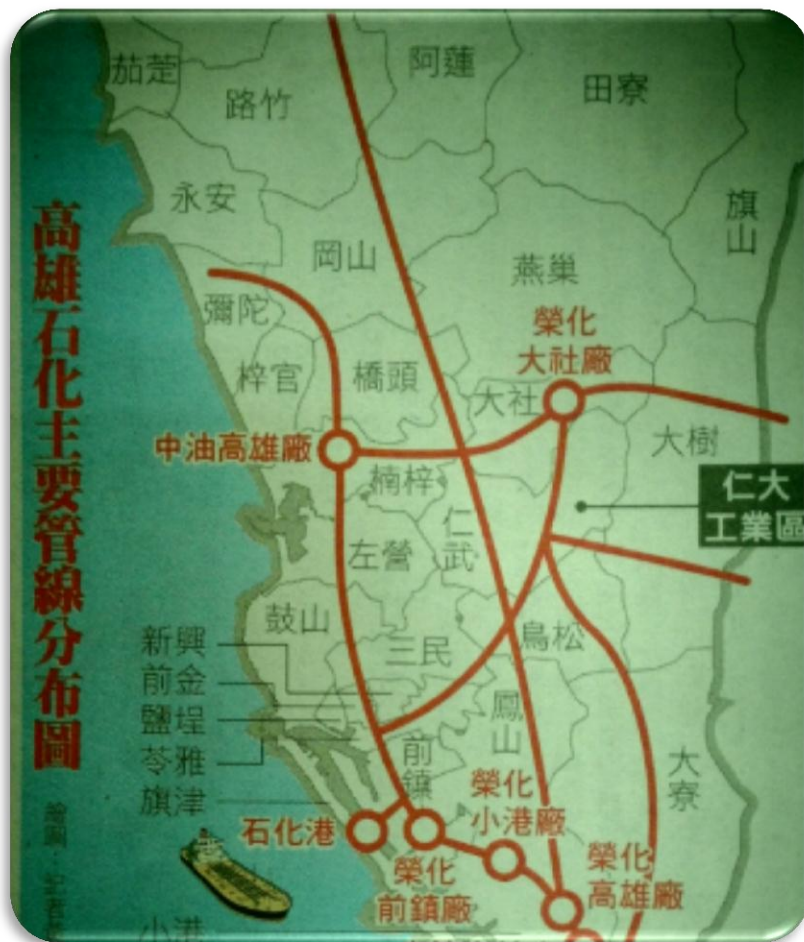 高雄石化主要管線分布圖
茄萣
路竹
阿蓮
田寮
永安
岡山
旗山
燕巢
彌陀
榮化
大社廠
梓官
橋頭
大社
大樹
中油高雄廠
楠梓
仁大
工業區
仁武
左營
鼓山
新興
三民
鳥松
前金
鹽埕
鳳山
苓雅
前鎮
大寮
旗津
榮化
小港廠
石化港
榮化
前鎮廠
榮化
高雄廠
小港
繪圖